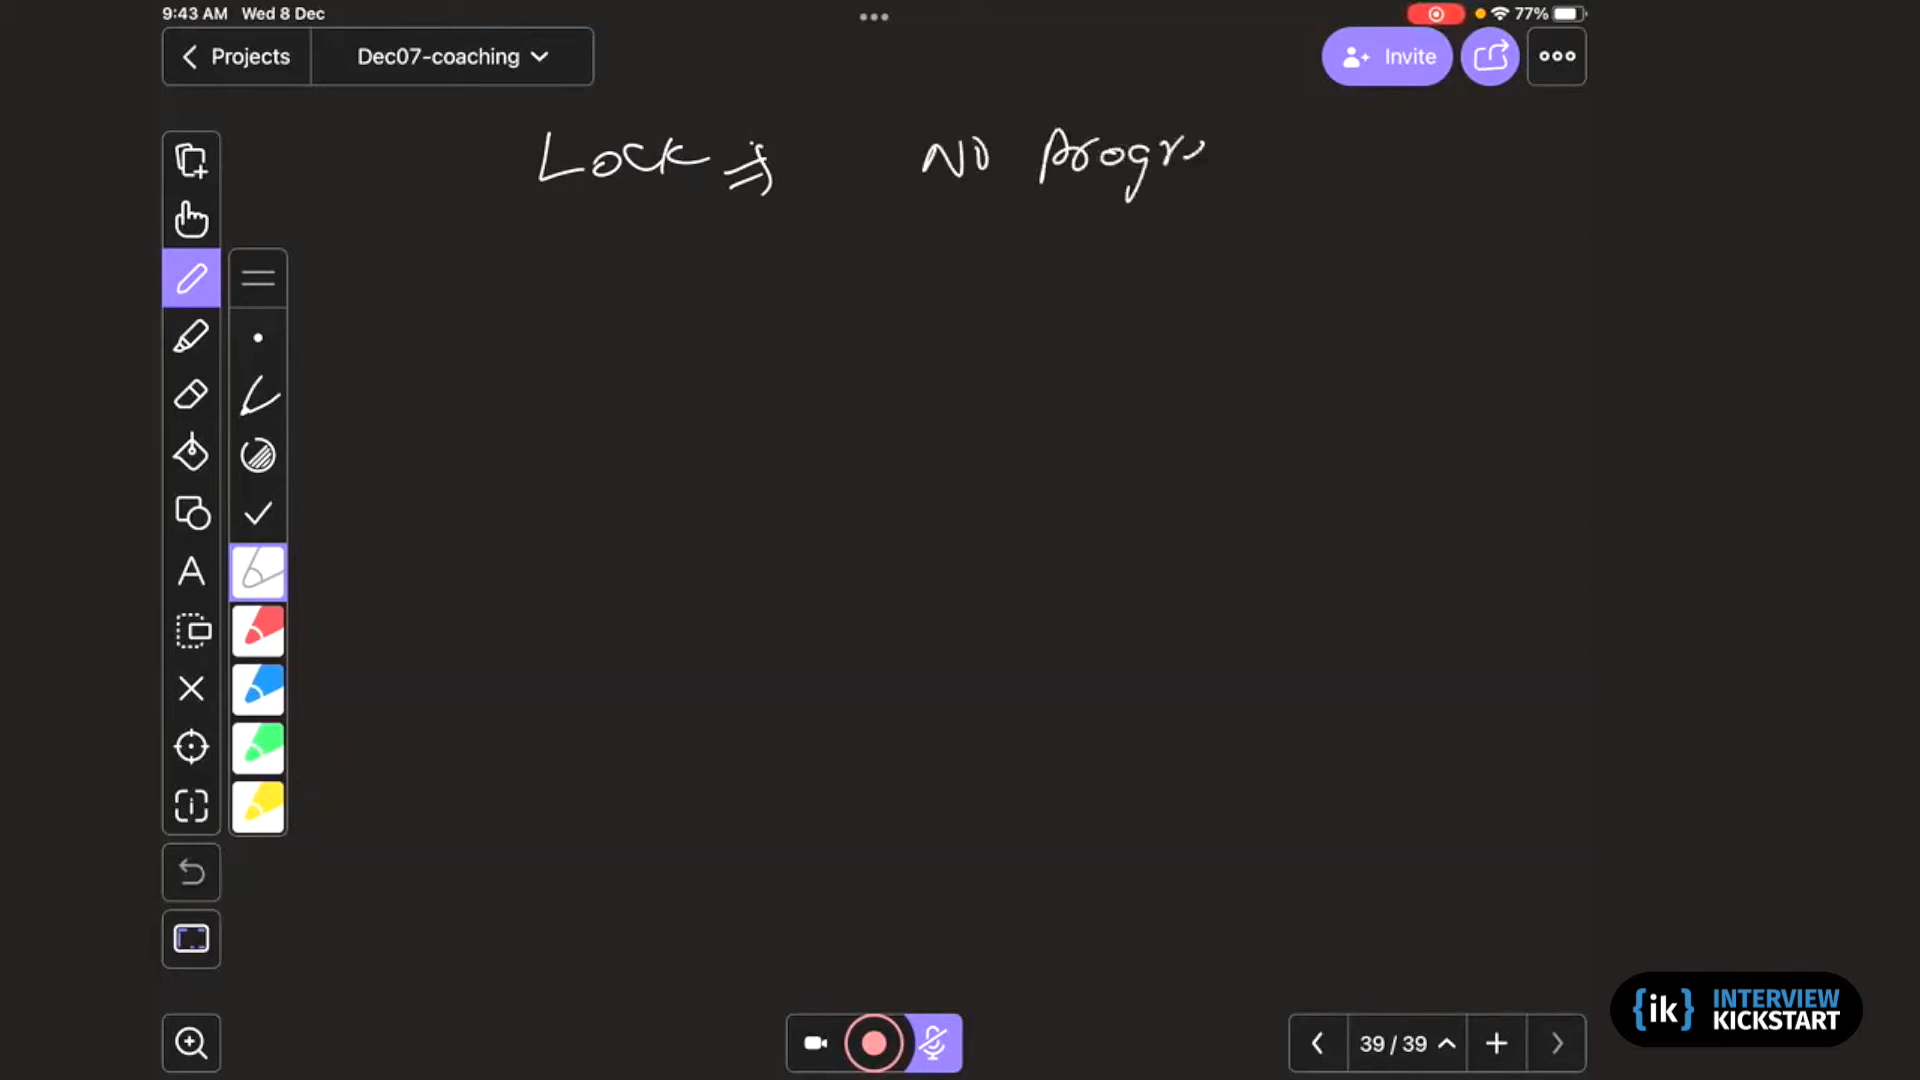 9:43 AM Wed 8 Dec
77%
Projects
Dec07-coaching
Invite
Lock ⇒ No progr
A
39 / 39
{ik} INTERVIEW KICKSTART